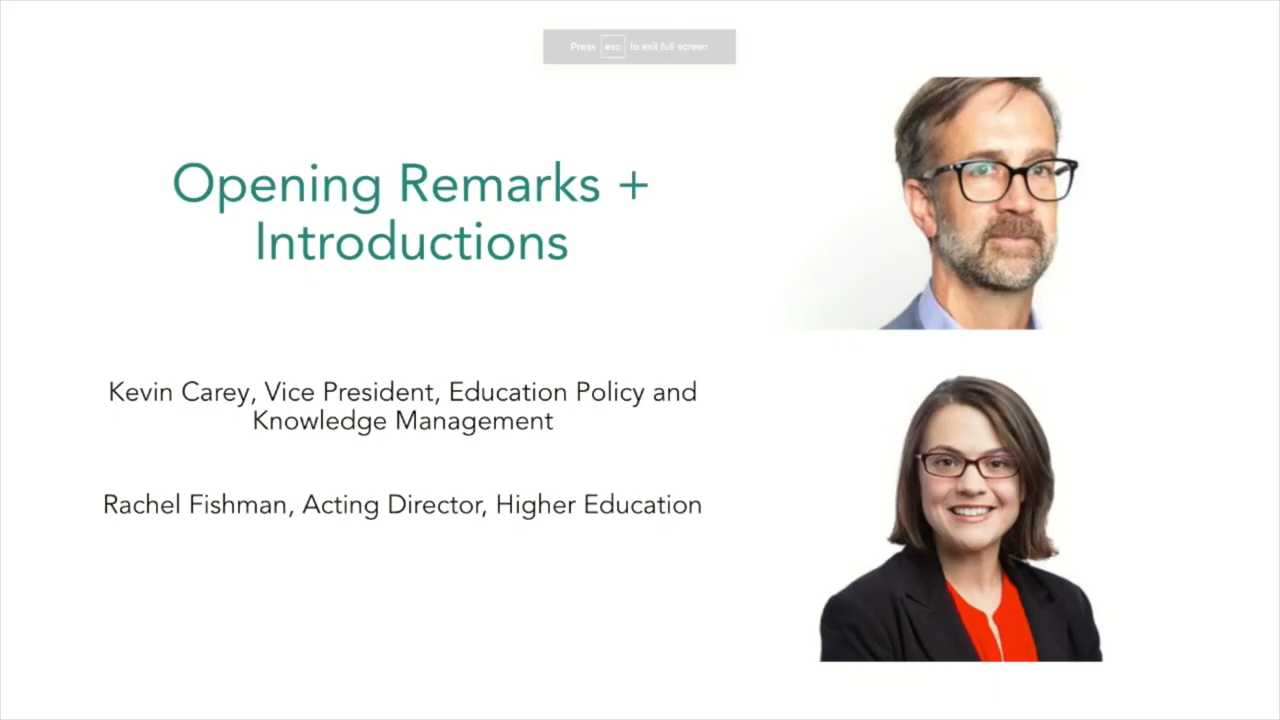 Press esc to exit full screen
Opening Remarks +
Introductions
Kevin Carey, Vice President, Education Policy and
Knowledge Management
Rachel Fishman, Acting Director, Higher Education